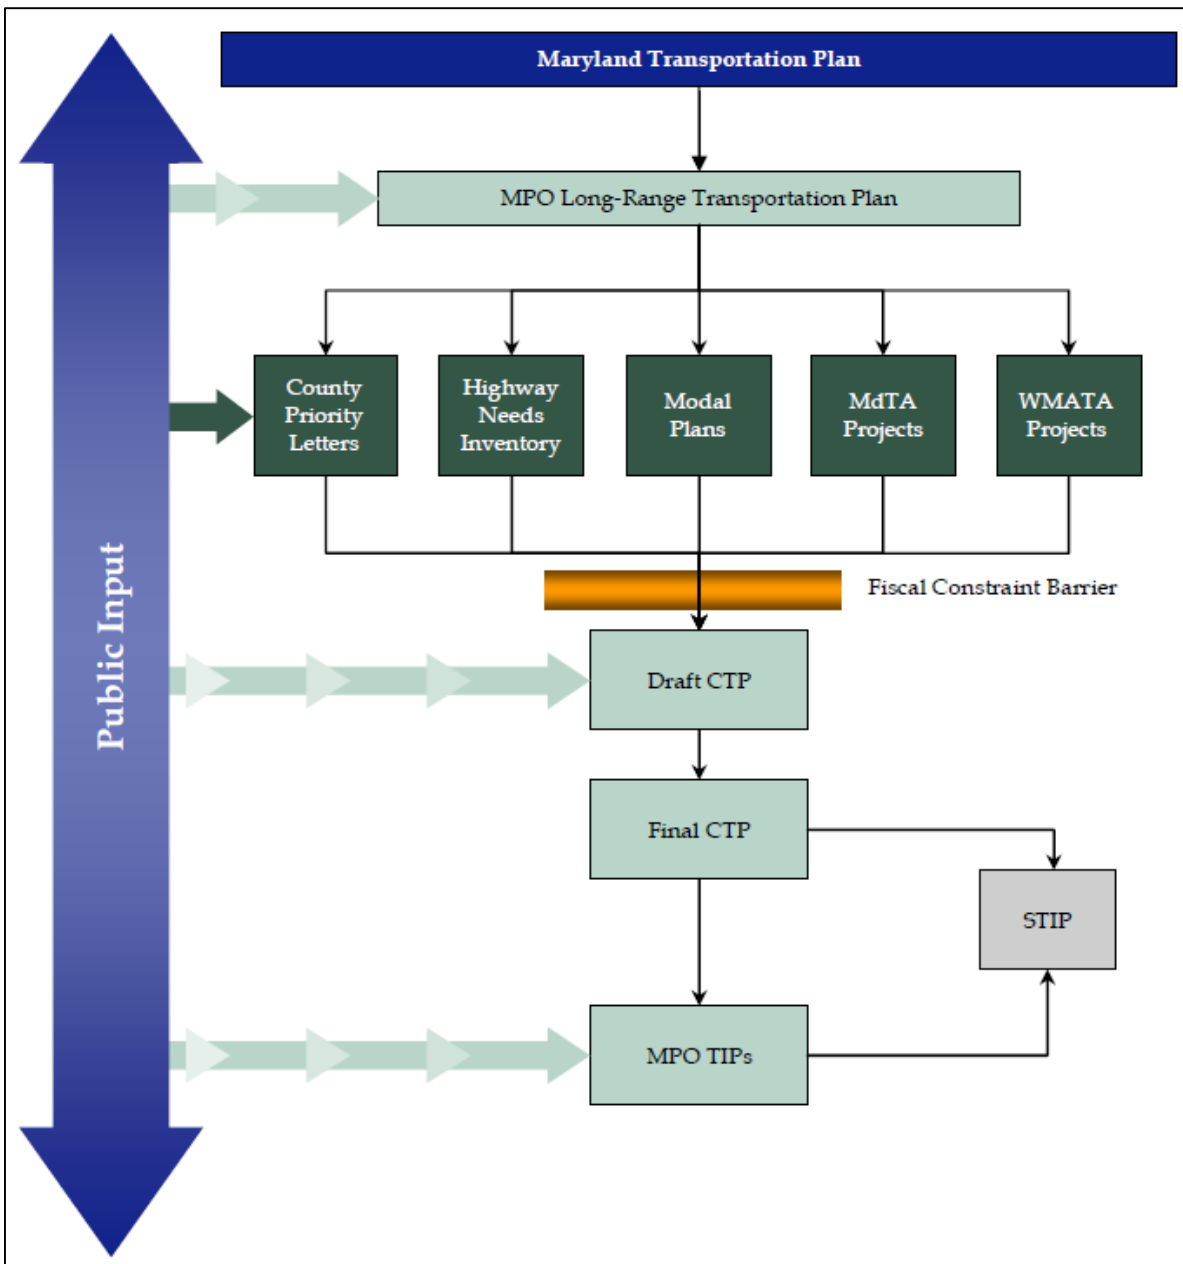 Maryland Transportation Plan
MPO Long-Range Transportation Plan
County
Priority
Letters
Highway
Needs
Inventory
Modal
Plans
MdTA
Projects
WMATA
Projects
Fiscal Constraint Barrier
Public Input
Draft CTP
Final CTP
STIP
MPO TIPs